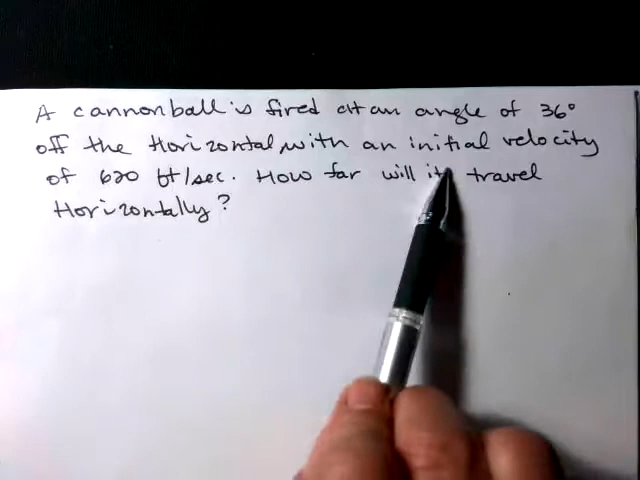 A cannonball is fired at an angle of 36°
off the Horizontal, with an initial velocity
of 620 ft/sec. How far will it travel
Horizontally?